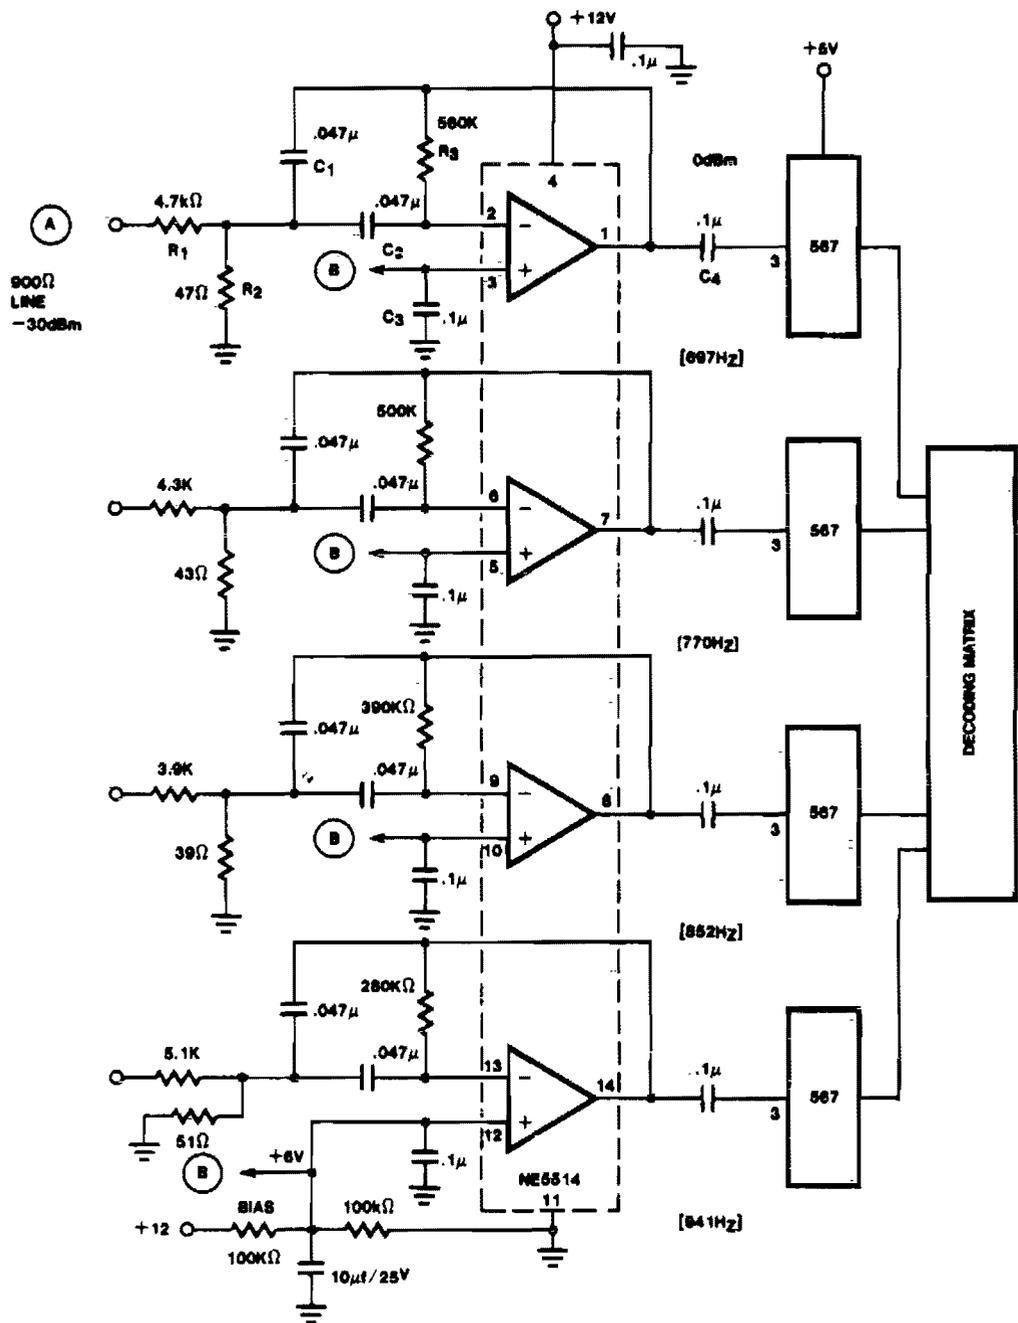 +12V
.1μ
+5V
.047μ
C1
560K
R3
0dBm
4
A
4.7kΩ
R1
.047μ
C2
2
−
1
.1μ
C4
3
567
900Ω
LINE
−30dBm
47Ω
R2
B
+
3
C3
.1μ
[697Hz]
500K
.047μ
4.3K
.047μ
6
−
7
.1μ
3
567
43Ω
B
+
5
.1μ
[770Hz]
DECODING MATRIX
390KΩ
.047μ
3.9K
.047μ
9
−
8
.1μ
3
567
39Ω
B
+
10
.1μ
[852Hz]
280KΩ
.047μ
5.1K
.047μ
13
−
14
.1μ
3
567
51Ω
+
12
.1μ
B
+6V
NE5514
11
+12
BIAS
100KΩ
100kΩ
10μf/25V
[941Hz]